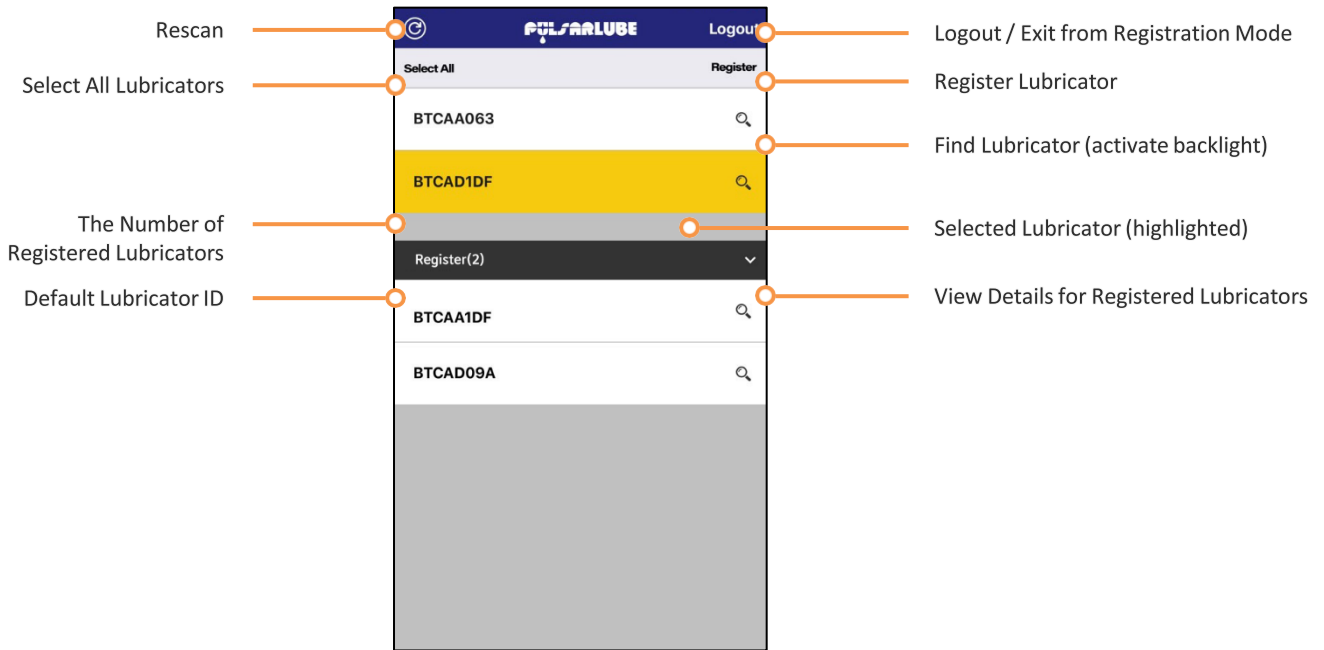 Rescan
Select All Lubricators
The Number of
Registered Lubricators
Default Lubricator ID
PULSARLUBE
Logout
Select All
Register
BTCAA063
BTCAD1DF
Register(2)
BTCAA1DF
BTCAD09A
Logout / Exit from Registration Mode
Register Lubricator
Find Lubricator (activate backlight)
Selected Lubricator (highlighted)
View Details for Registered Lubricators